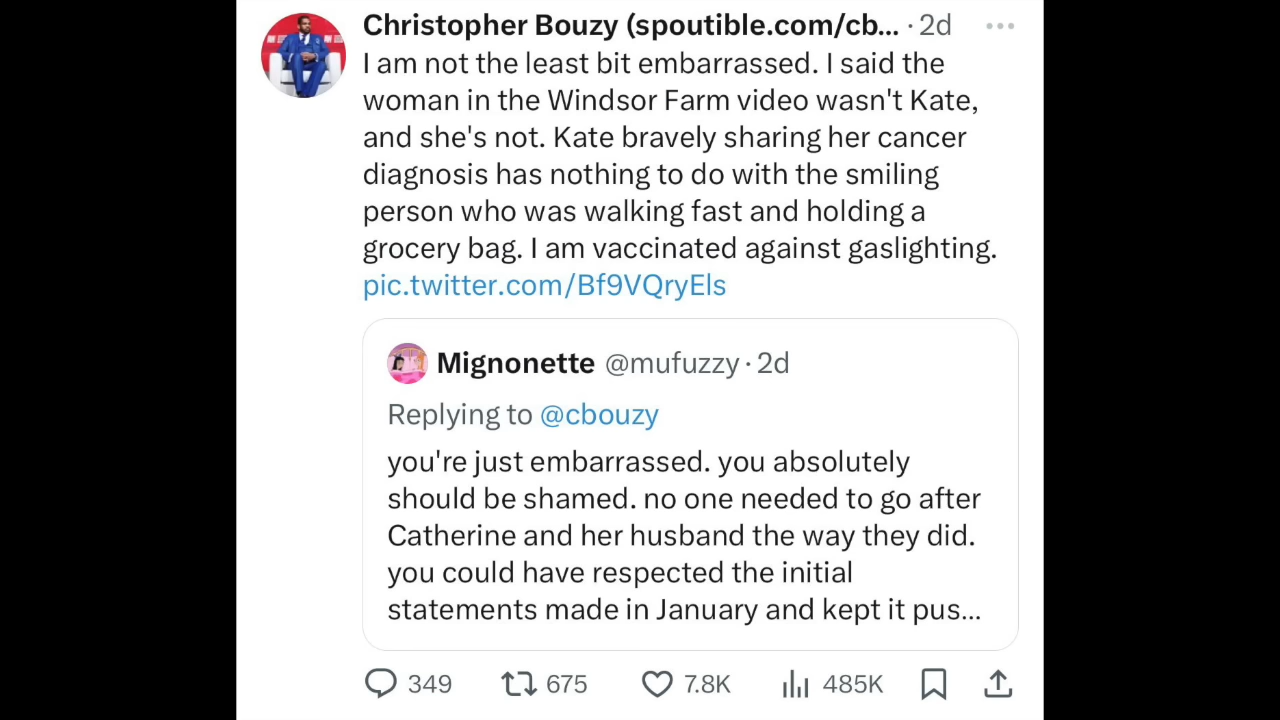 Christopher Bouzy (spoutible.com/cb... · 2d
I am not the least bit embarrassed. I said the
woman in the Windsor Farm video wasn't Kate,
and she's not. Kate bravely sharing her cancer
diagnosis has nothing to do with the smiling
person who was walking fast and holding a
grocery bag. I am vaccinated against gaslighting.
pic.twitter.com/Bf9VQryEls
Mignonette @mufuzzy · 2d
Replying to @cbouzy
you're just embarrassed. you absolutely
should be shamed. no one needed to go after
Catherine and her husband the way they did.
you could have respected the initial
statements made in January and kept it pus...
349 675 7.8K 485K